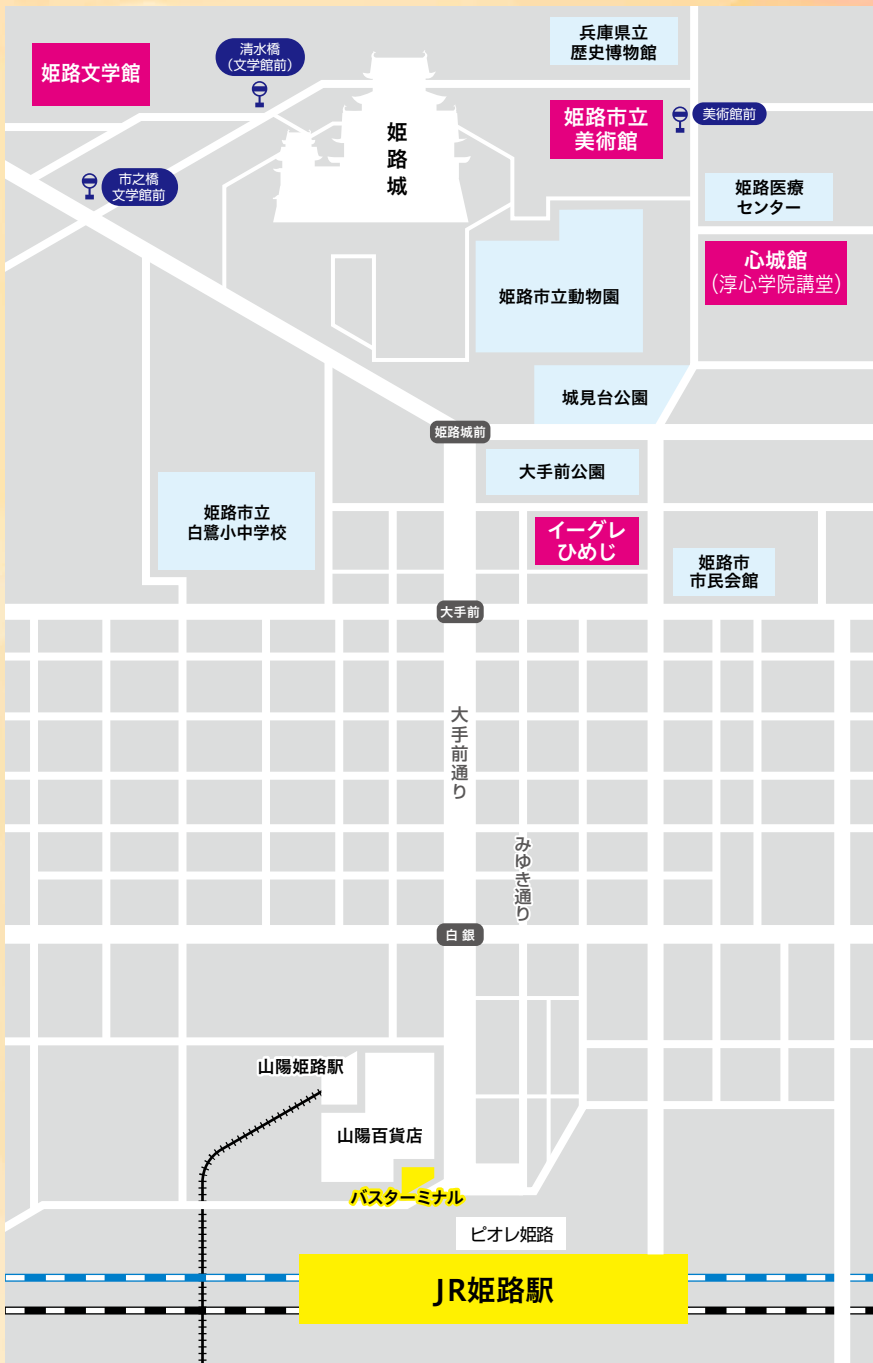 兵庫県立
歴史博物館
清水橋
（文学館前）
姫路文学館
姫路城
姫路市立
美術館
美術館前
市之橋
文学館前
姫路医療
センター
心城館
（淳心学院講堂）
姫路市立動物園
城見台公園
姫路城前
大手前公園
姫路市立
白鷺小中学校
イーグレ
ひめじ
姫路市
市民会館
大手前
大手前通り
みゆき通り
白銀
山陽姫路駅
山陽百貨店
バスターミナル
ピオレ姫路
JR姫路駅